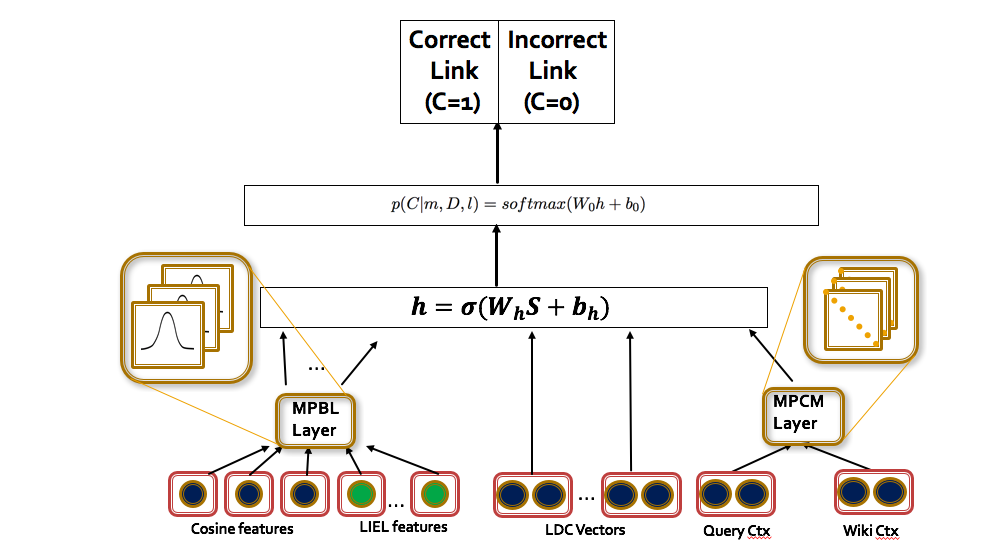 Correct Link (C=1)
Incorrect Link (C=0)
p(C|m, D, l) = softmax(W₀h + b₀)
h = σ(WₕS + bₕ)
...
MPBL
Layer
MPCM
Layer
...
...
Cosine features
LIEL features
LDC Vectors
Query Ctx
Wiki Ctx